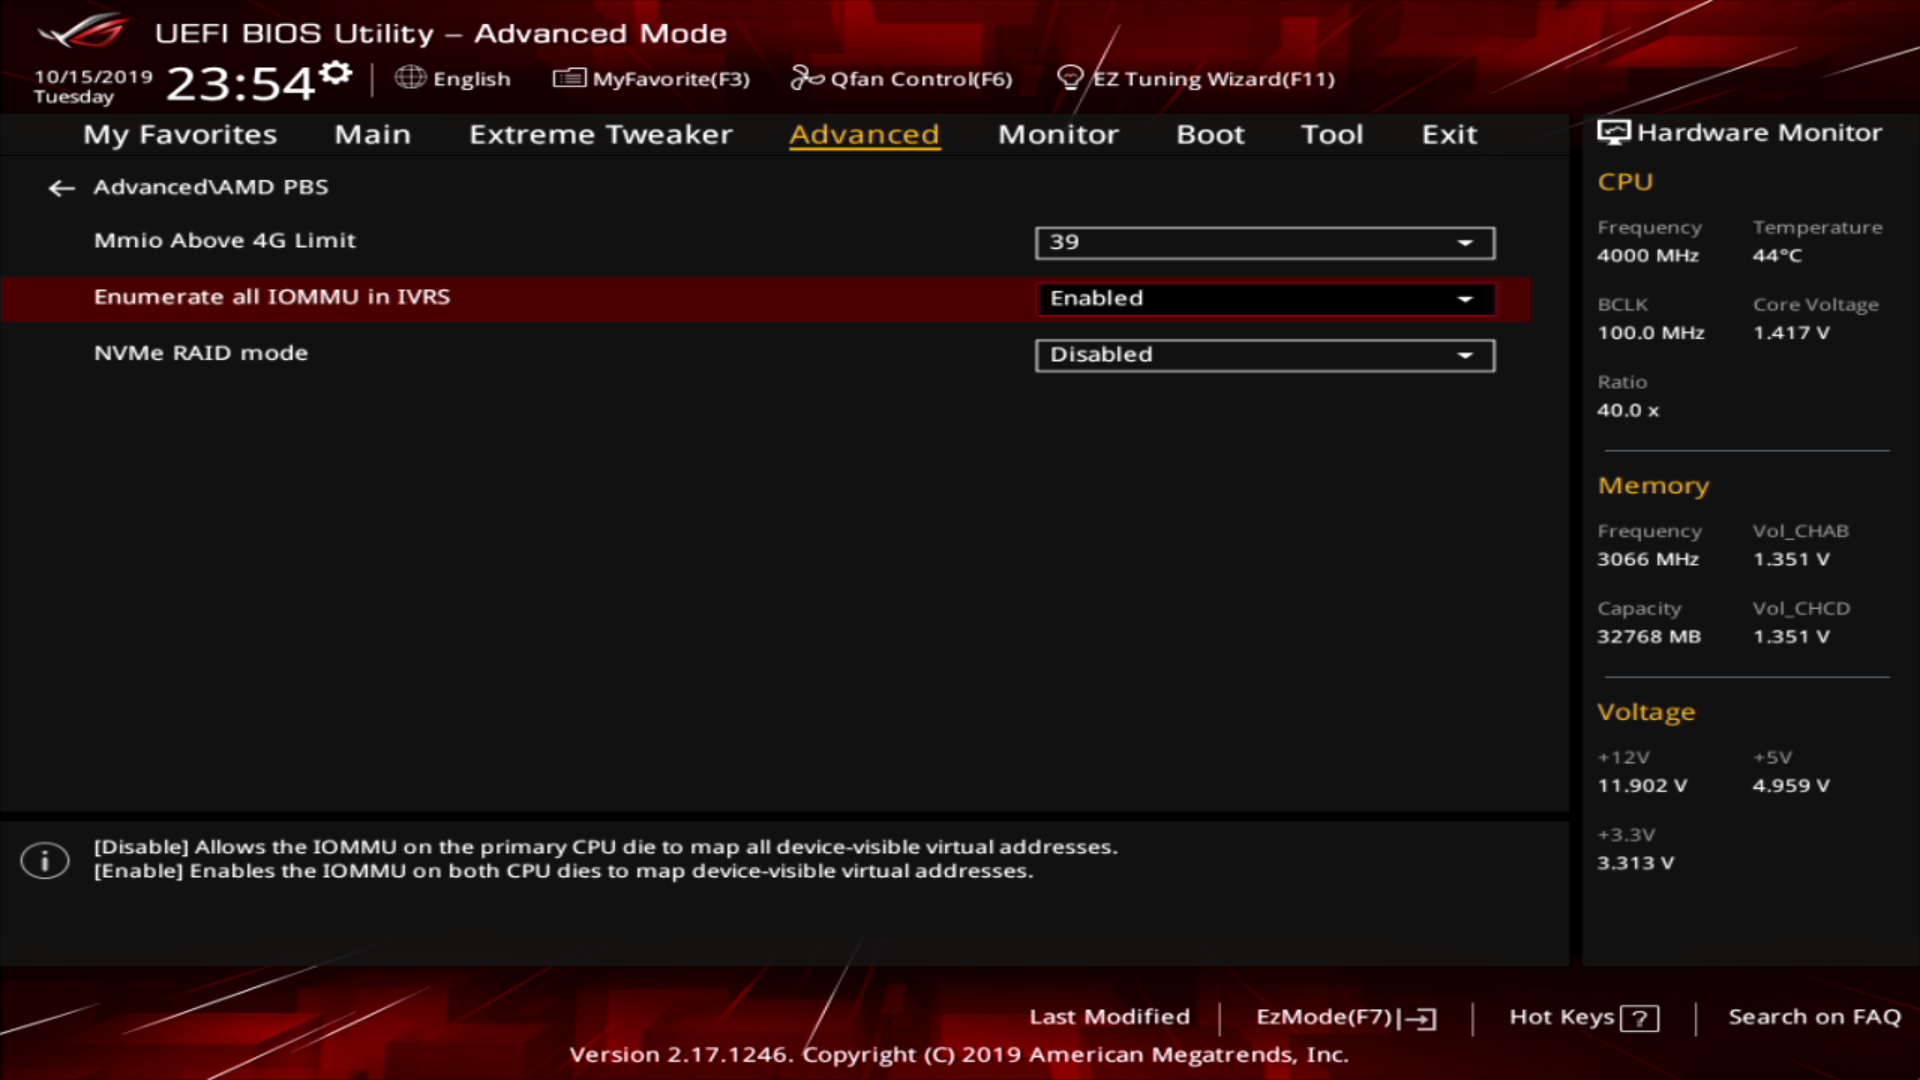 UEFI BIOS Utility – Advanced Mode
10/15/2019
Tuesday
23:54
English
MyFavorite(F3)
Qfan Control(F6)
EZ Tuning Wizard(F11)
My Favorites
Main
Extreme Tweaker
Advanced
Monitor
Boot
Tool
Exit
Advanced\AMD PBS
Mmio Above 4G Limit
39
Enumerate all IOMMU in IVRS
Enabled
NVMe RAID mode
Disabled
[Disable] Allows the IOMMU on the primary CPU die to map all device-visible virtual addresses.
[Enable] Enables the IOMMU on both CPU dies to map device-visible virtual addresses.
Hardware Monitor
CPU
Frequency Temperature
4000 MHz 44°C
BCLK Core Voltage
100.0 MHz 1.417 V
Ratio
40.0 x
Memory
Frequency Vol_CHAB
3066 MHz 1.351 V
Capacity Vol_CHCD
32768 MB 1.351 V
Voltage
+12V +5V
11.902 V 4.959 V
+3.3V
3.313 V
Last Modified
EzMode(F7)
Hot Keys ?
Search on FAQ
Version 2.17.1246. Copyright (C) 2019 American Megatrends, Inc.